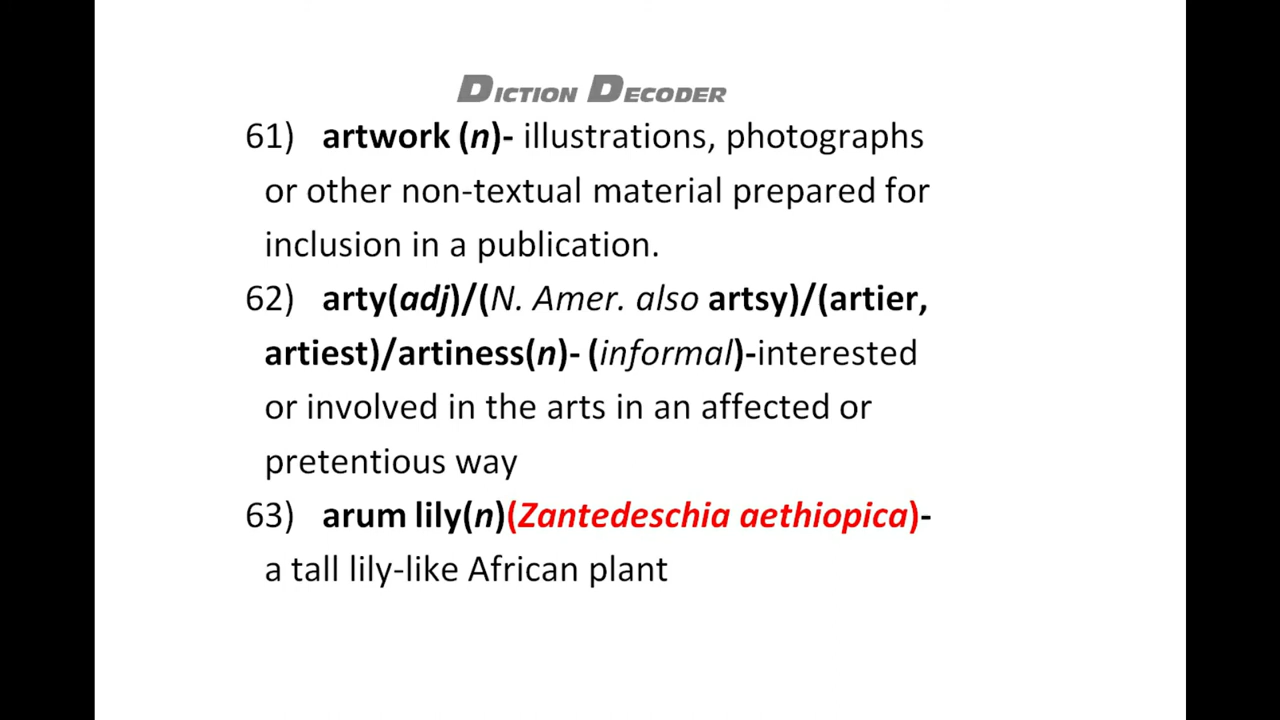 DICTION DECODER
61) artwork (n)- illustrations, photographs
or other non-textual material prepared for
inclusion in a publication.
62) arty(adj)/(N. Amer. also artsy)/(artier,
artiest)/artiness(n)- (informal)-interested
or involved in the arts in an affected or
pretentious way
63) arum lily(n)(Zantedeschia aethiopica)-
a tall lily-like African plant